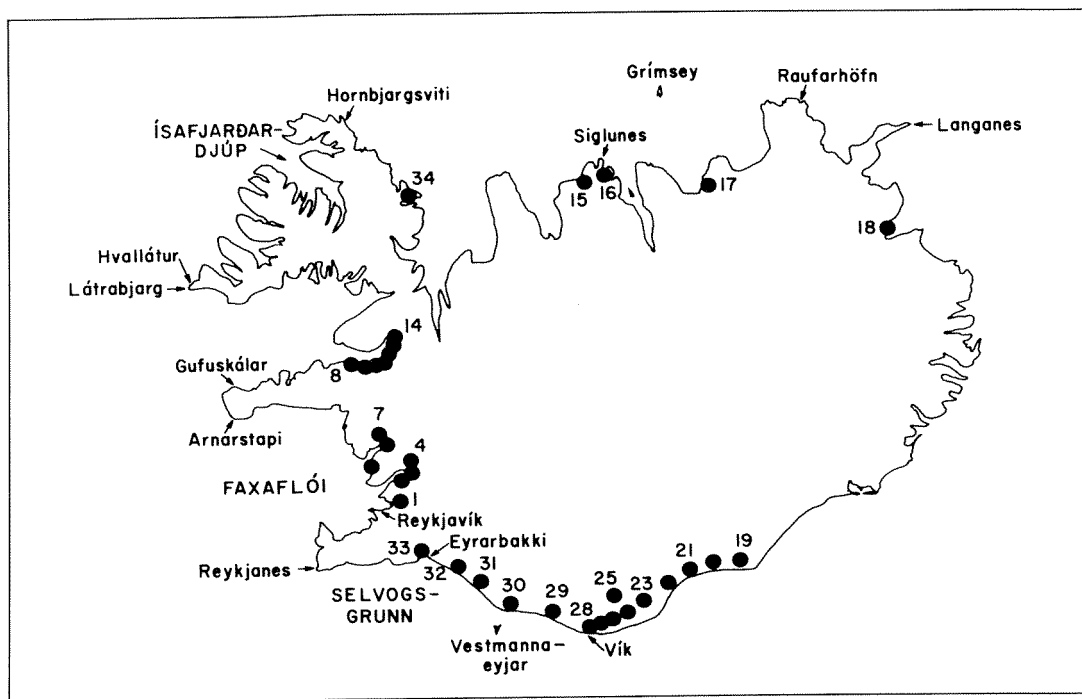 Grímsey
Raufarhöfn
Hornbjargsviti
ÍSAFJARÐAR-
DJÚP
Siglunes
Langanes
34
15
16
17
18
Hvallátur
Látrabjarg
14
8
Gufuskálar
Arnarstapi
7
4
FAXAFLÓI
1
Reykjavík
33
Eyrarbakki
Reykjanes
32
31
SELVOGS-
GRUNN
30
29
28
25
23
21
19
Vestmanna-
eyjar
Vík